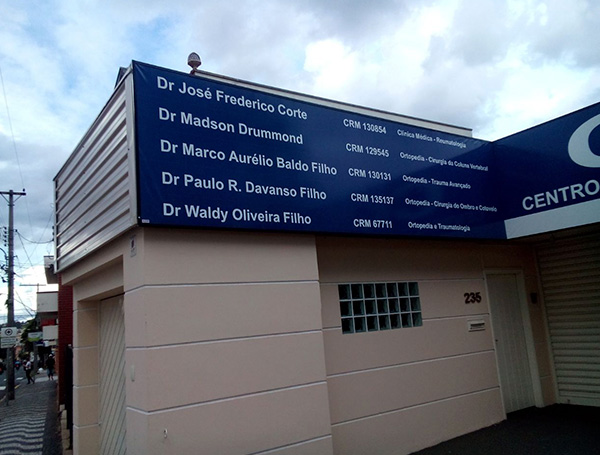 Dr José Frederico Corte CRM 130854 Clínica Médica - Reumatologia
Dr Madson Drummond CRM 129545 Ortopedia - Cirurgia da Coluna Vertebral
Dr Marco Aurélio Baldo Filho CRM 130131 Ortopedia - Trauma Avançado
Dr Paulo R. Davanso Filho CRM 135137 Ortopedia - Cirurgia do Ombro e Cotovelo
Dr Waldy Oliveira Filho CRM 67711 Ortopedia e Traumatologia
CENTRO
235